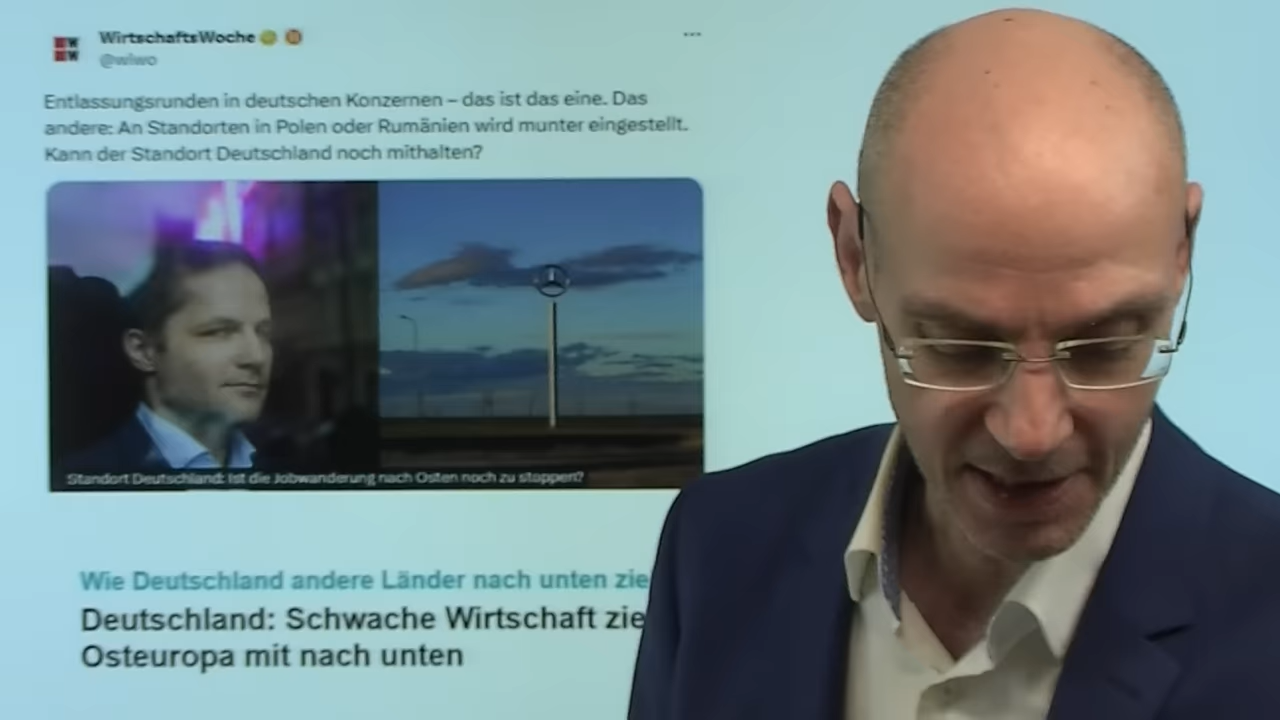 WirtschaftsWoche
@wiwo
Entlassungsrunden in deutschen Konzernen – das ist das eine. Das
andere: An Standorten in Polen oder Rumänien wird munter eingestellt.
Kann der Standort Deutschland noch mithalten?
Standort Deutschland: Ist die Jobwanderung nach Osten noch zu stoppen?
Wie Deutschland andere Länder nach unten zie
Deutschland: Schwache Wirtschaft zie
Osteuropa mit nach unten